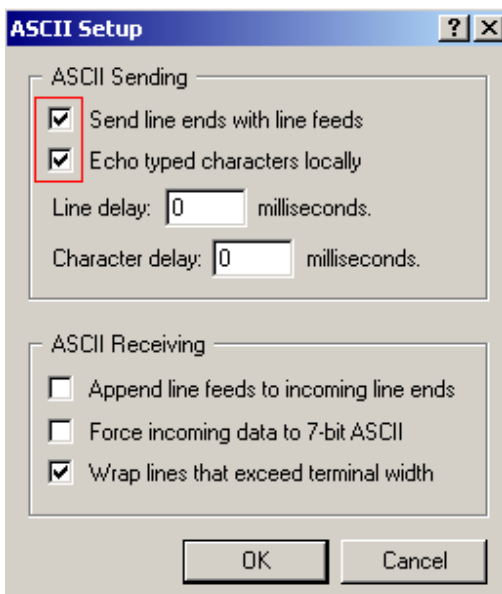 ASCII Setup
ASCII Sending
Send line ends with line feeds
Echo typed characters locally
Line delay: 0 milliseconds.
Character delay: 0 milliseconds.
ASCII Receiving
Append line feeds to incoming line ends
Force incoming data to 7-bit ASCII
Wrap lines that exceed terminal width
OK Cancel